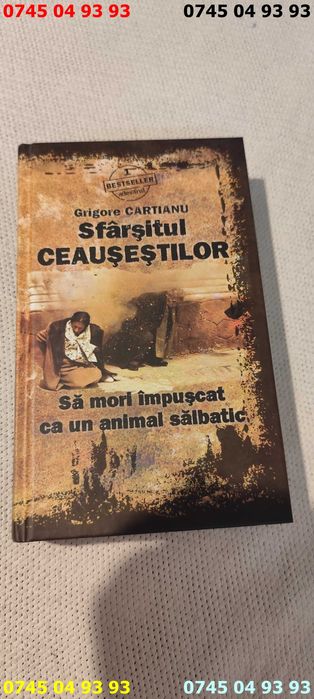 0745 04 93 93 0745 04 93 93
BESTSELLER
adevărul
Grigore CARTIANU
Sfârşitul
CEAUŞEŞTILOR
Să mori împuşcat
ca un animal sălbatic
0745 04 93 93 0745 04 93 93